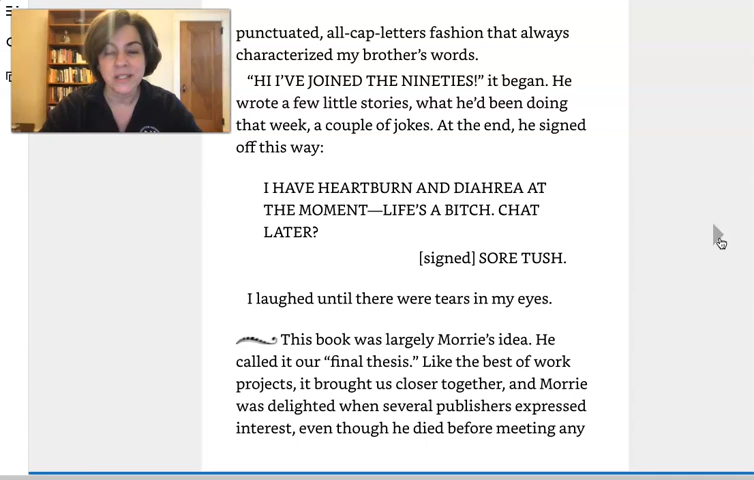 punctuated, all-cap-letters fashion that always
characterized my brother’s words.
“HI I’VE JOINED THE NINETIES!” it began. He
wrote a few little stories, what he’d been doing
that week, a couple of jokes. At the end, he signed
off this way:
I HAVE HEARTBURN AND DIAHREA AT
THE MOMENT—LIFE’S A BITCH. CHAT
LATER?
[signed] SORE TUSH.
I laughed until there were tears in my eyes.
This book was largely Morrie’s idea. He
called it our “final thesis.” Like the best of work
projects, it brought us closer together, and Morrie
was delighted when several publishers expressed
interest, even though he died before meeting any